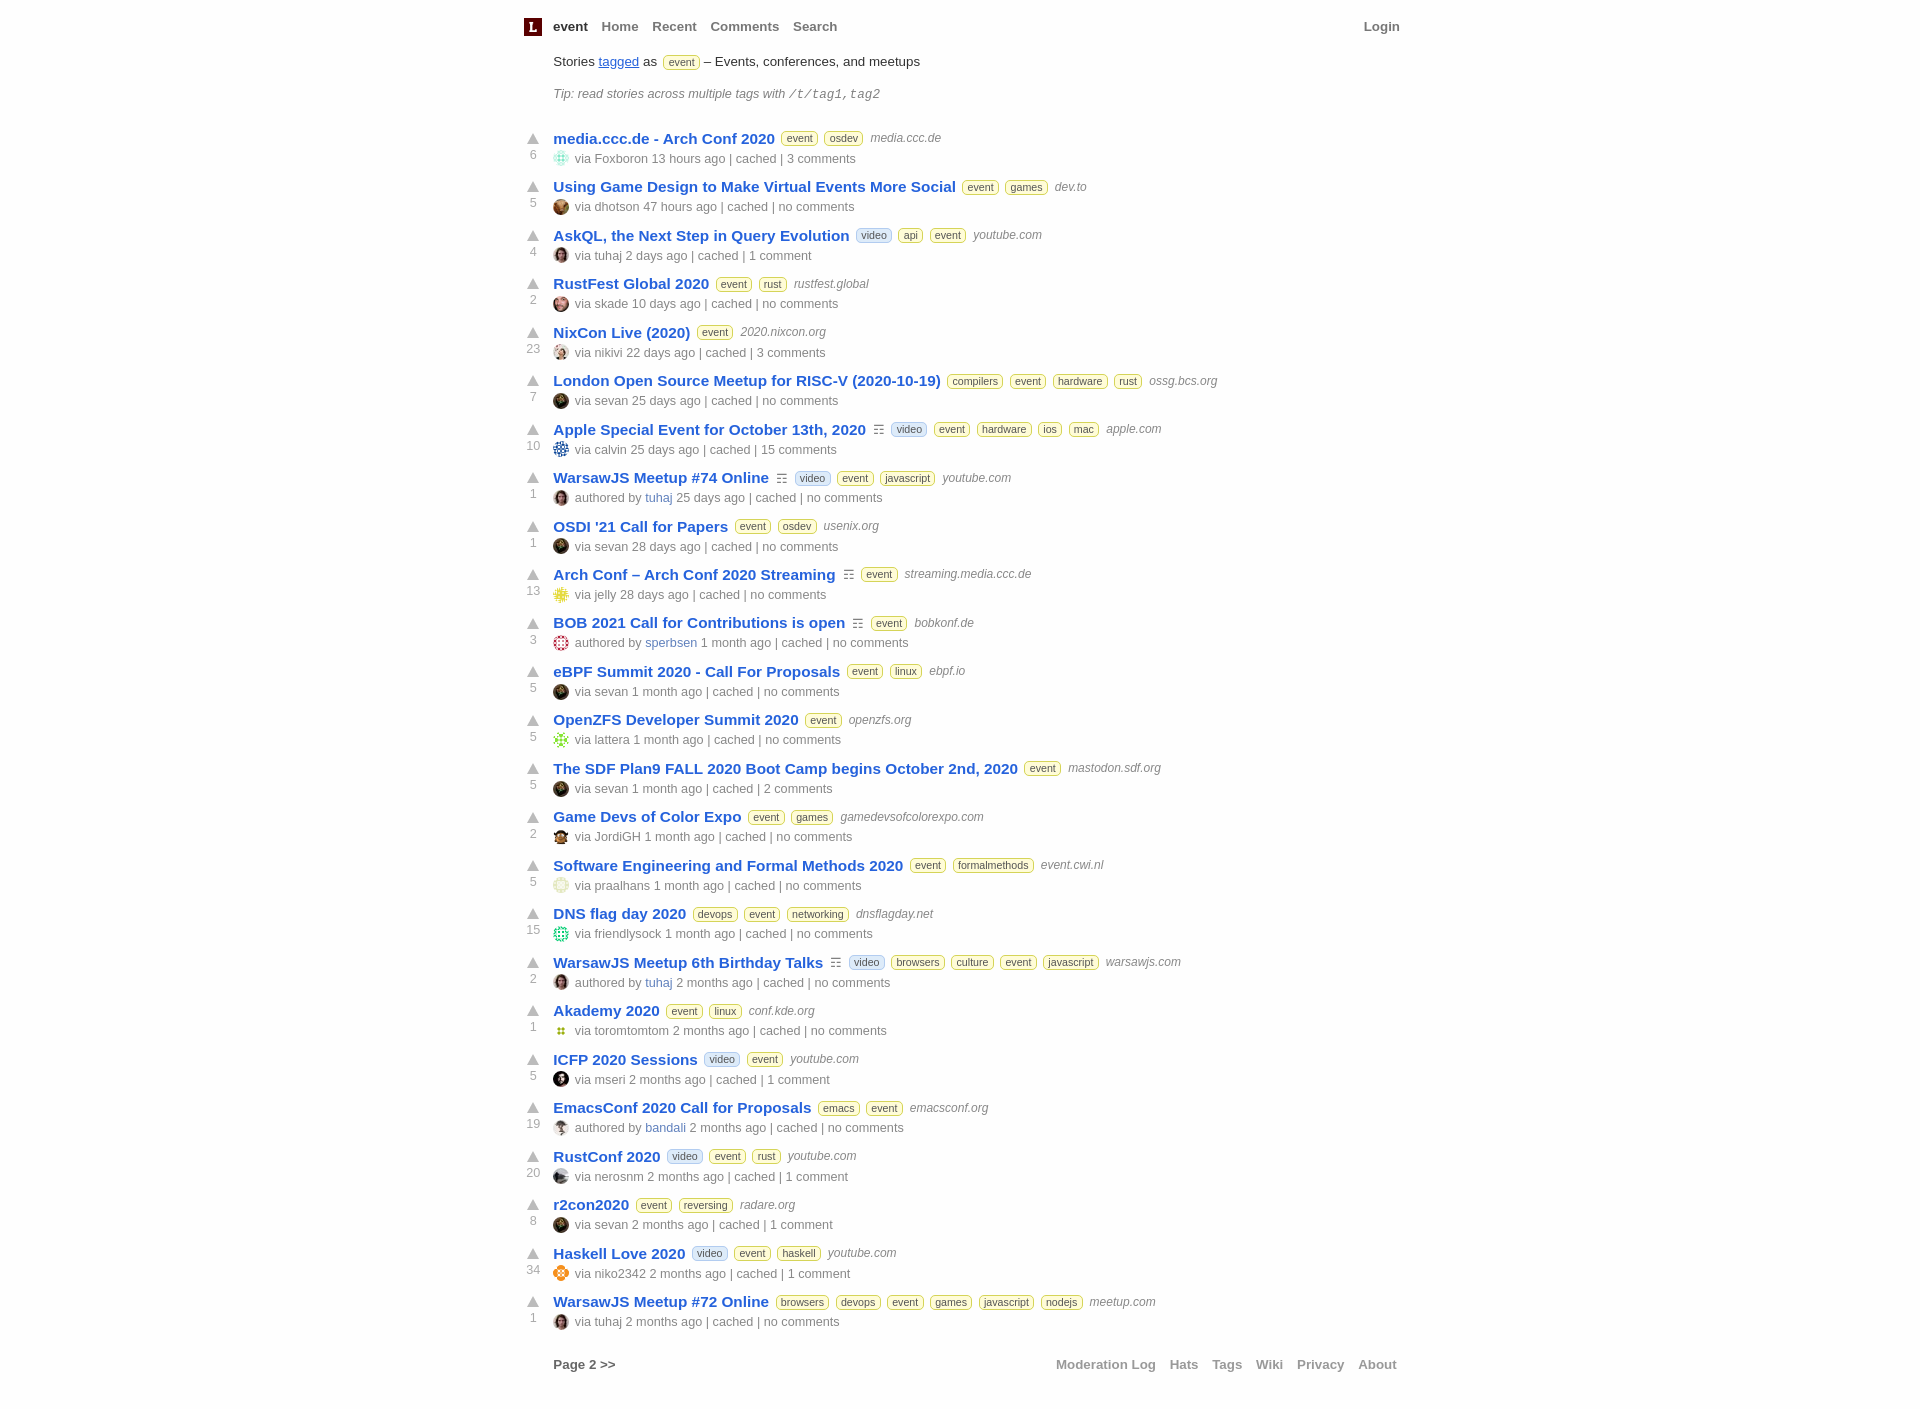 L event Home Recent Comments Search Login
Stories tagged as event – Events, conferences, and meetups
Tip: read stories across multiple tags with /t/tag1,tag2
media.ccc.de - Arch Conf 2020 event osdev media.ccc.de
6 via Foxboron 13 hours ago | cached | 3 comments
Using Game Design to Make Virtual Events More Social event games dev.to
5 via dhotson 47 hours ago | cached | no comments
AskQL, the Next Step in Query Evolution video api event youtube.com
4 via tuhaj 2 days ago | cached | 1 comment
RustFest Global 2020 event rust rustfest.global
2 via skade 10 days ago | cached | no comments
NixCon Live (2020) event 2020.nixcon.org
23 via nikivi 22 days ago | cached | 3 comments
London Open Source Meetup for RISC-V (2020-10-19) compilers event hardware rust ossg.bcs.org
7 via sevan 25 days ago | cached | no comments
Apple Special Event for October 13th, 2020 ☶ video event hardware ios mac apple.com
10 via calvin 25 days ago | cached | 15 comments
WarsawJS Meetup #74 Online ☶ video event javascript youtube.com
1 authored by tuhaj 25 days ago | cached | no comments
OSDI '21 Call for Papers event osdev usenix.org
1 via sevan 28 days ago | cached | no comments
Arch Conf – Arch Conf 2020 Streaming ☶ event streaming.media.ccc.de
13 via jelly 28 days ago | cached | no comments
BOB 2021 Call for Contributions is open ☶ event bobkonf.de
3 authored by sperbsen 1 month ago | cached | no comments
eBPF Summit 2020 - Call For Proposals event linux ebpf.io
5 via sevan 1 month ago | cached | no comments
OpenZFS Developer Summit 2020 event openzfs.org
5 via lattera 1 month ago | cached | no comments
The SDF Plan9 FALL 2020 Boot Camp begins October 2nd, 2020 event mastodon.sdf.org
5 via sevan 1 month ago | cached | 2 comments
Game Devs of Color Expo event games gamedevsofcolorexpo.com
2 via JordiGH 1 month ago | cached | no comments
Software Engineering and Formal Methods 2020 event formalmethods event.cwi.nl
5 via praalhans 1 month ago | cached | no comments
DNS flag day 2020 devops event networking dnsflagday.net
15 via friendlysock 1 month ago | cached | no comments
WarsawJS Meetup 6th Birthday Talks ☶ video browsers culture event javascript warsawjs.com
2 authored by tuhaj 2 months ago | cached | no comments
Akademy 2020 event linux conf.kde.org
1 via toromtomtom 2 months ago | cached | no comments
ICFP 2020 Sessions video event youtube.com
5 via mseri 2 months ago | cached | 1 comment
EmacsConf 2020 Call for Proposals emacs event emacsconf.org
19 authored by bandali 2 months ago | cached | no comments
RustConf 2020 video event rust youtube.com
20 via nerosnm 2 months ago | cached | 1 comment
r2con2020 event reversing radare.org
8 via sevan 2 months ago | cached | 1 comment
Haskell Love 2020 video event haskell youtube.com
34 via niko2342 2 months ago | cached | 1 comment
WarsawJS Meetup #72 Online browsers devops event games javascript nodejs meetup.com
1 via tuhaj 2 months ago | cached | no comments
Page 2 >> Moderation Log Hats Tags Wiki Privacy About